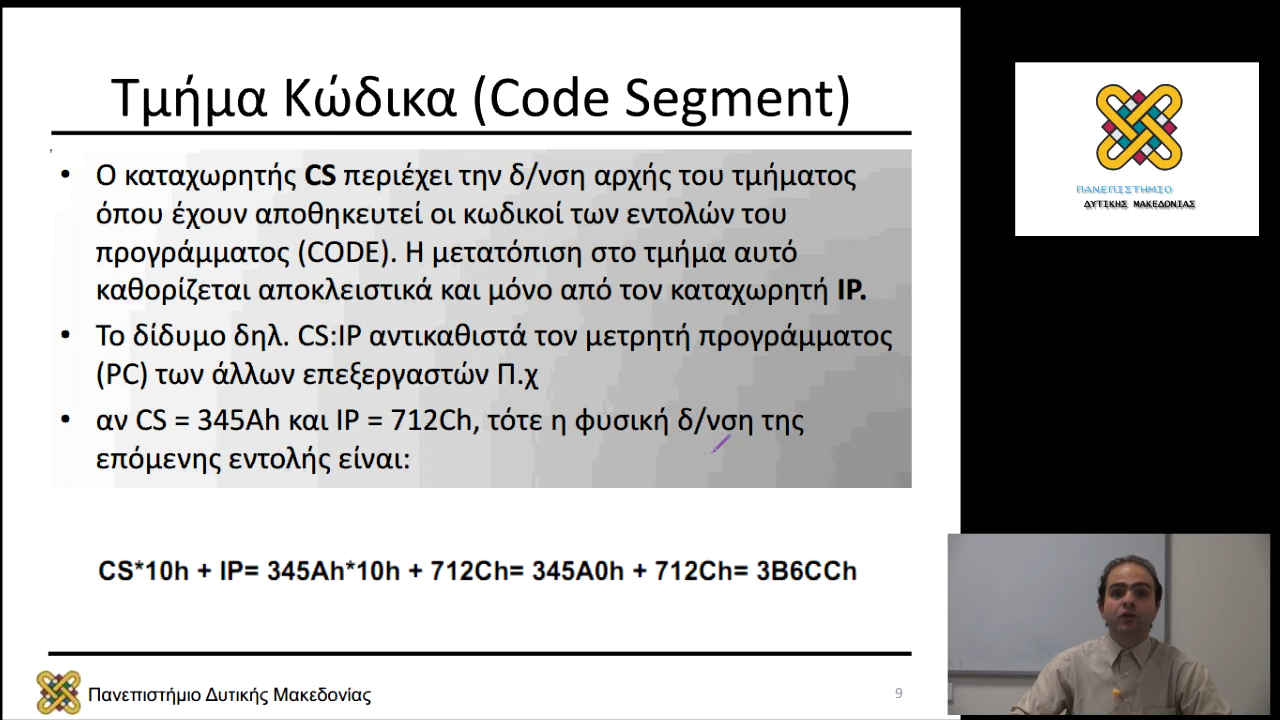 Τμήμα Κώδικα (Code Segment)
• Ο καταχωρητής CS περιέχει την δ/νση αρχής του τμήματος
όπου έχουν αποθηκευτεί οι κωδικοί των εντολών του
προγράμματος (CODE). Η μετατόπιση στο τμήμα αυτό
καθορίζεται αποκλειστικά και μόνο από τον καταχωρητή IP.
• Το δίδυμο δηλ. CS:IP αντικαθιστά τον μετρητή προγράμματος
(PC) των άλλων επεξεργαστών Π.χ
• αν CS = 345Ah και IP = 712Ch, τότε η φυσική δ/νση της
επόμενης εντολής είναι:
CS*10h + IP= 345Ah*10h + 712Ch= 345A0h + 712Ch= 3B6CCh
Πανεπιστήμιο Δυτικής Μακεδονίας
9
ΠΑΝΕΠΙΣΤΗΜΙΟ
ΔΥΤΙΚΗΣ ΜΑΚΕΔΟΝΙΑΣ